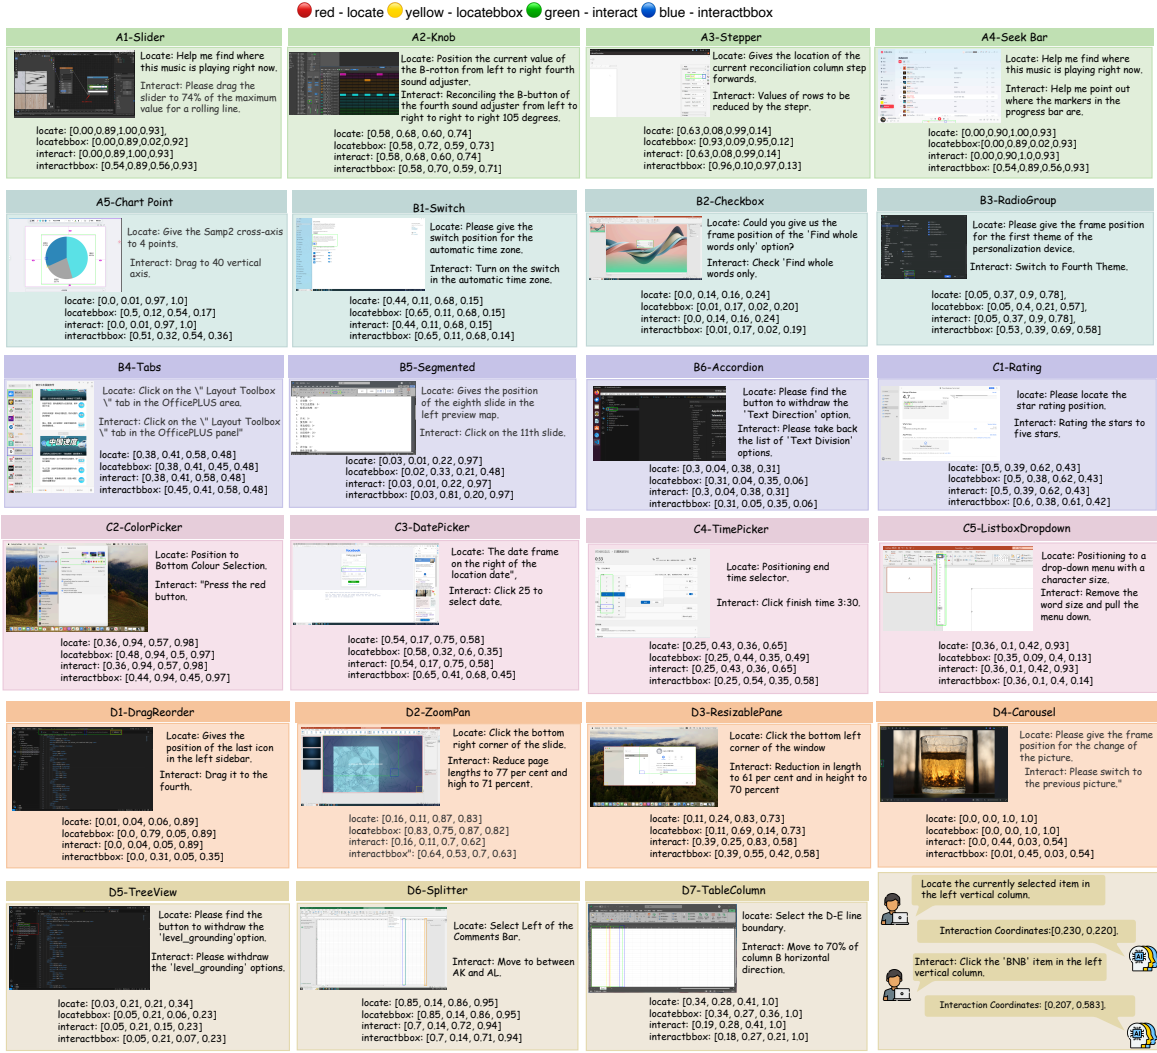 red - locate yellow - locatebbox green - interact blue - interactbbox
A1-Slider
Locate: Help me find where
this music is playing right now.
Interact: Please drag the
slider to 74% of the maximum
value for a rolling line.
locate: [0.00,0.89,1.00,0.93],
locatebbox: [0.00,0.89,0.02,0.92]
interact: [0.00,0.89,1.00,0.93]
interactbbox: [0.54,0.89,0.56,0.93]
A2-Knob
Locate: Position the current value of
the B-rotton from left to right fourth
sound adjuster.
Interact: Reconciling the B-button of
the fourth sound adjuster from left to
right to right to right 105 degrees.
locate: [0.58, 0.68, 0.60, 0.74]
locatebbox: [0.58, 0.72, 0.59, 0.73]
interact: [0.58, 0.68, 0.60, 0.74]
interactbbox: [0.58, 0.70, 0.59, 0.71]
A3-Stepper
Locate: Gives the location of the
current reconciliation column step
forwards.
Interact: Values of rows to be
reduced by the stepr.
locate: [0.63,0.08,0.99,0.14]
locatebbox: [0.93,0.09,0.95,0.12]
interact: [0.63,0.08,0.99,0.14]
interactbbox: [0.96,0.10,0.97,0.13]
A4-Seek Bar
Locate: Help me find where
this music is playing right now.
Interact: Help me point out
where the markers in the
progress bar are.
locate: [0.00,0.90,1.00,0.93]
locatebbox:[0.00,0.89,0.02,0.93]
interact: [0.00,0.90,1.0,0.93]
interactbbox: [0.54,0.89,0.56,0.93]
A5-Chart Point
Locate: Give the Samp2 cross-axis
to 4 points.
Interact: Drag to 40 vertical
axis.
locate: [0.0, 0.01, 0.97, 1.0]
locatebbox: [0.5, 0.12, 0.54, 0.17]
interact: [0.0, 0.01, 0.97, 1.0]
interactbbox: [0.51, 0.32, 0.54, 0.36]
B1-Switch
Locate: Please give the
switch position for the
automatic time zone.
Interact: Turn on the switch
in the automatic time zone.
locate: [0.44, 0.11, 0.68, 0.15]
locatebbox: [0.65, 0.11, 0.68, 0.15]
interact: [0.44, 0.11, 0.68, 0.15]
interactbbox: [0.65, 0.11, 0.68, 0.14]
B2-Checkbox
Locate: Could you give us the
frame position of the 'Find whole
words only' option?
Interact: Check 'Find whole
words only.
locate: [0.0, 0.14, 0.16, 0.24]
locatebbox: [0.01, 0.17, 0.02, 0.20]
interact: [0.0, 0.14, 0.16, 0.24]
interactbbox: [0.01, 0.17, 0.02, 0.19]
B3-RadioGroup
Locate: Please give the frame position
for the first theme of the
personalization device.
Interact: Switch to Fourth Theme.
locate: [0.05, 0.37, 0.9, 0.78],
locatebbox: [0.05, 0.4, 0.21, 0.57],
interact: [0.05, 0.37, 0.9, 0.78],
interactbbox: [0.53, 0.39, 0.69, 0.58]
B4-Tabs
Locate: Click on the \" Layout Toolbox
\" tab in the OfficePLUS area.
Interact: Click on the \" Layout Toolbox
\" tab in the OfficePLUS panel"
locate: [0.38, 0.41, 0.58, 0.48]
locatebbox: [0.38, 0.41, 0.45, 0.48]
interact: [0.38, 0.41, 0.58, 0.48]
interactbbox: [0.45, 0.41, 0.58, 0.48]
B5-Segmented
Locate: Gives the position
of the eighth slide in the
left preview map.
Interact: Click on the 11th slide.
locate: [0.03, 0.01, 0.22, 0.97]
locatebbox: [0.02, 0.33, 0.21, 0.48]
interact: [0.03, 0.01, 0.22, 0.97]
interactbbox: [0.03, 0.81, 0.20, 0.97]
B6-Accordion
Locate: Please find the
button to withdraw the
'Text Direction' option.
Interact: Please take back
the list of 'Text Division'
options.
locate: [0.3, 0.04, 0.38, 0.31]
locatebbox: [0.31, 0.04, 0.35, 0.06]
interact: [0.3, 0.04, 0.38, 0.31]
interactbbox: [0.31, 0.05, 0.35, 0.06]
C1-Rating
Locate: Please locate the
star rating position.
Interact: Rating the stars to
five stars.
locate: [0.5, 0.39, 0.62, 0.43]
locatebbox: [0.5, 0.38, 0.62, 0.43]
interact: [0.5, 0.39, 0.62, 0.43]
interactbbox: [0.6, 0.38, 0.61, 0.42]
C2-ColorPicker
Locate: Position to
Bottom Colour Selection.
Interact: "Press the red
button.
locate: [0.36, 0.94, 0.57, 0.98]
locatebbox: [0.48, 0.94, 0.5, 0.97]
interact: [0.36, 0.94, 0.57, 0.98]
interactbbox: [0.44, 0.94, 0.45, 0.97]
C3-DatePicker
Locate: The date frame
on the right of the
location date",
Interact: Click 25 to
select date.
locate: [0.54, 0.17, 0.75, 0.58]
locatebbox: [0.58, 0.32, 0.6, 0.35]
interact: [0.54, 0.17, 0.75, 0.58]
interactbbox: [0.65, 0.41, 0.68, 0.45]
C4-TimePicker
Locate: Positioning end
time selector.
Interact: Click finish time 3:30.
locate: [0.25, 0.43, 0.36, 0.65]
locatebbox: [0.25, 0.44, 0.35, 0.49]
interact: [0.25, 0.43, 0.36, 0.65]
interactbbox: [0.25, 0.54, 0.35, 0.58]
C5-ListboxDropdown
Locate: Positioning to a
drop-down menu with a
character size.
Interact: Remove the
word size and pull the
menu down.
locate: [0.36, 0.1, 0.42, 0.93]
locatebbox: [0.35, 0.09, 0.4, 0.13]
interact: [0.36, 0.1, 0.42, 0.93]
interactbbox: [0.36, 0.1, 0.4, 0.14]
D1-DragReorder
Locate: Gives the
position of the last icon
in the left sidebar.
Interact: Drag it to the
fourth.
locate: [0.01, 0.04, 0.06, 0.89]
locatebbox: [0.0, 0.79, 0.05, 0.89]
interact: [0.0, 0.04, 0.05, 0.89]
interactbbox: [0.0, 0.31, 0.05, 0.35]
D2-ZoomPan
Locate: Click the bottom
right corner of the slide.
Interact: Reduce page
lengths to 77 per cent and
high to 71 percent.
locate: [0.16, 0.11, 0.87, 0.83]
locatebbox: [0.83, 0.75, 0.87, 0.82]
interact: [0.16, 0.11, 0.7, 0.62]
interactbbox": [0.64, 0.53, 0.7, 0.63]
D3-ResizablePane
Locate: Click the bottom left
corner of the window
Interact: Reduction in length
to 61 per cent and in height to
70 percent
locate: [0.11, 0.24, 0.83, 0.73]
locatebbox: [0.11, 0.69, 0.14, 0.73]
interact: [0.39, 0.25, 0.83, 0.58]
interactbbox: [0.39, 0.55, 0.42, 0.58]
D4-Carousel
Locate: Please give the frame
position for the change of
the picture.
Interact: Please switch to
the previous picture."
locate: [0.0, 0.0, 1.0, 1.0]
locatebbox: [0.0, 0.0, 1.0, 1.0]
interact: [0.0, 0.44, 0.03, 0.54]
interactbbox: [0.01, 0.45, 0.03, 0.54]
D5-TreeView
Locate: Please find the
button to withdraw the
'level_grounding'option.
Interact: Please withdraw
the 'level_grounding' options.
locate: [0.03, 0.21, 0.21, 0.34]
locatebbox: [0.05, 0.21, 0.06, 0.23]
interact: [0.05, 0.21, 0.15, 0.23]
interactbbox: [0.05, 0.21, 0.07, 0.23]
D6-Splitter
Locate: Select Left of the
Comments Bar.
Interact: Move to between
AK and AL.
locate: [0.85, 0.14, 0.86, 0.95]
locatebbox: [0.85, 0.14, 0.86, 0.95]
interact: [0.7, 0.14, 0.72, 0.94]
interactbbox: [0.7, 0.14, 0.71, 0.94]
D7-TableColumn
locate: Select the D-E line
boundary.
Interact: Move to 70% of
column B horizontal
direction.
locate: [0.34, 0.28, 0.41, 1.0]
locatebbox: [0.34, 0.27, 0.36, 1.0]
interact: [0.19, 0.28, 0.41, 1.0]
interactbbox: [0.18, 0.27, 0.21, 1.0]
Locate the currently selected item in
the left vertical column.
Interaction Coordinates:[0.230, 0.220].
Interact: Click the 'BNB' item in the left
vertical column.
Interaction Coordinates: [0.207, 0.583].